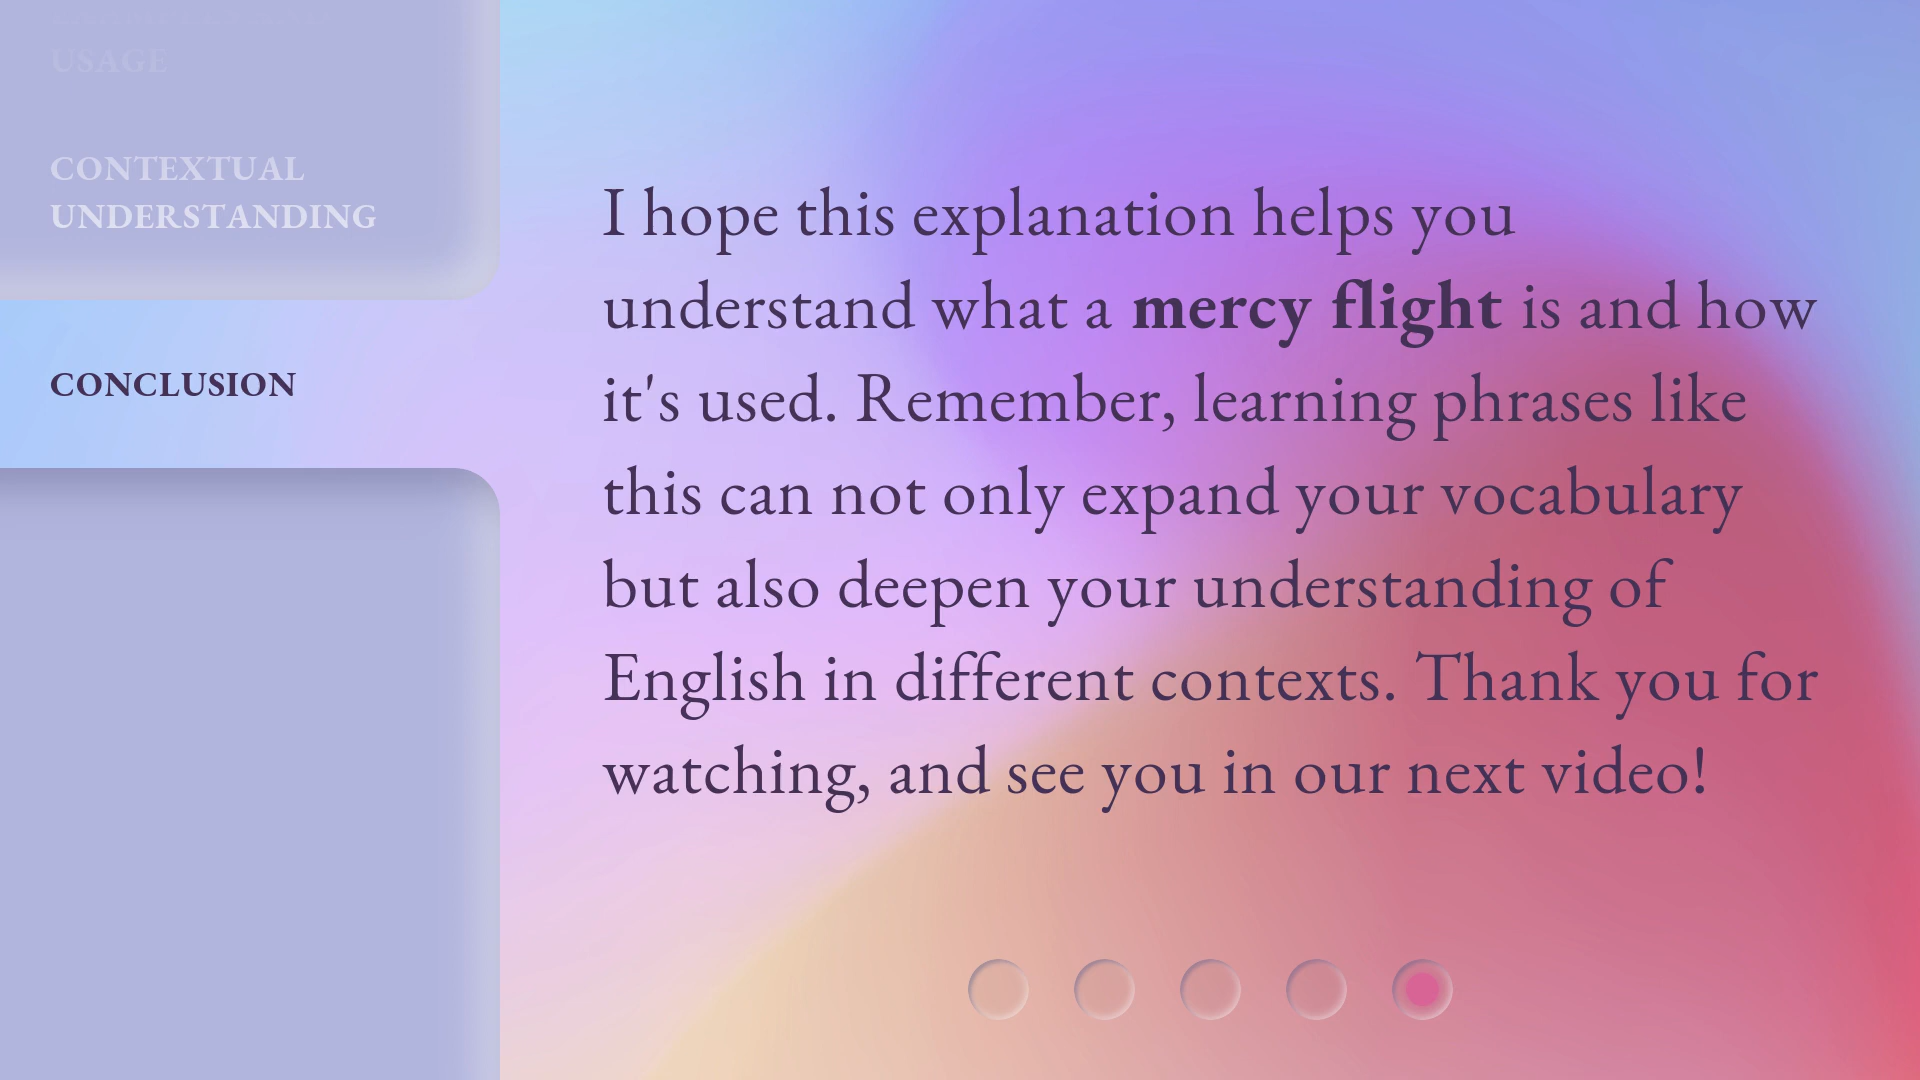 USAGE
CONTEXTUAL
UNDERSTANDING
CONCLUSION
I hope this explanation helps you
understand what a mercy flight is and how
it's used. Remember, learning phrases like
this can not only expand your vocabulary
but also deepen your understanding of
English in different contexts. Thank you for
watching, and see you in our next video!